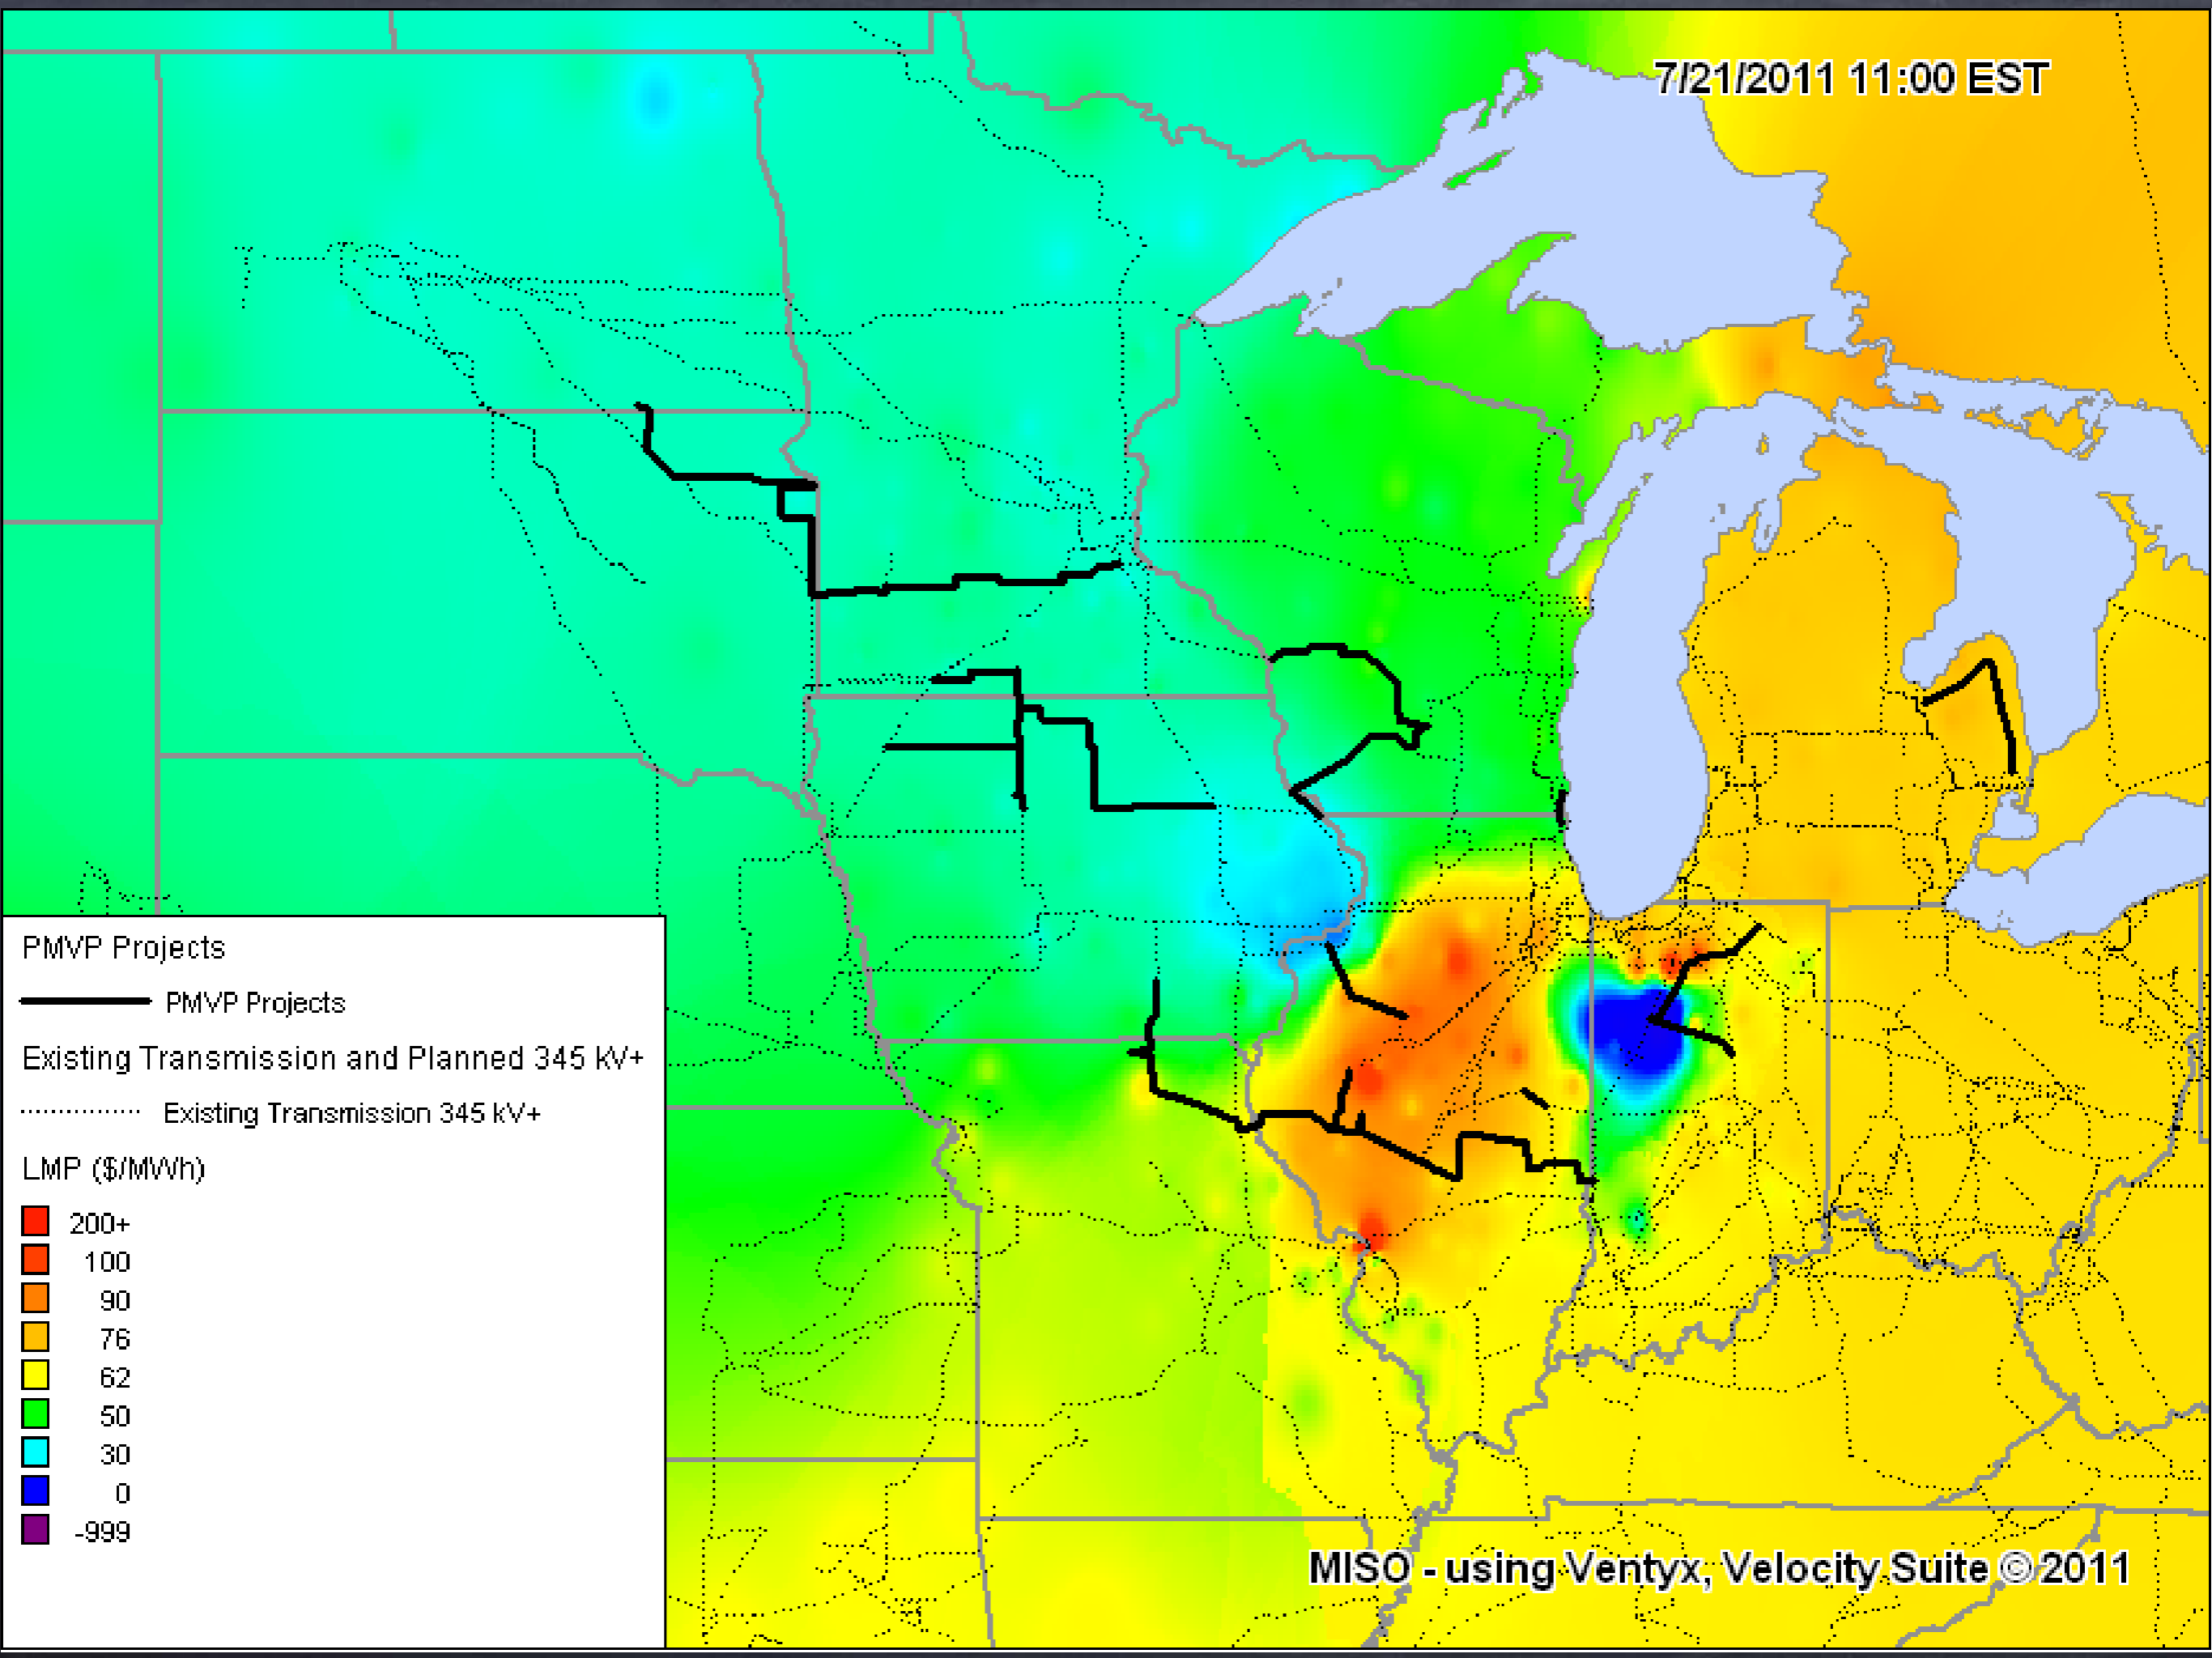 7/21/2011 11:00 EST
PMVP Projects
PMVP Projects
Existing Transmission and Planned 345 kV+
Existing Transmission 345 kV+
LMP ($/MWh)
200+
100
90
76
62
50
30
0
-999
MISO - using Ventyx, Velocity Suite © 2011